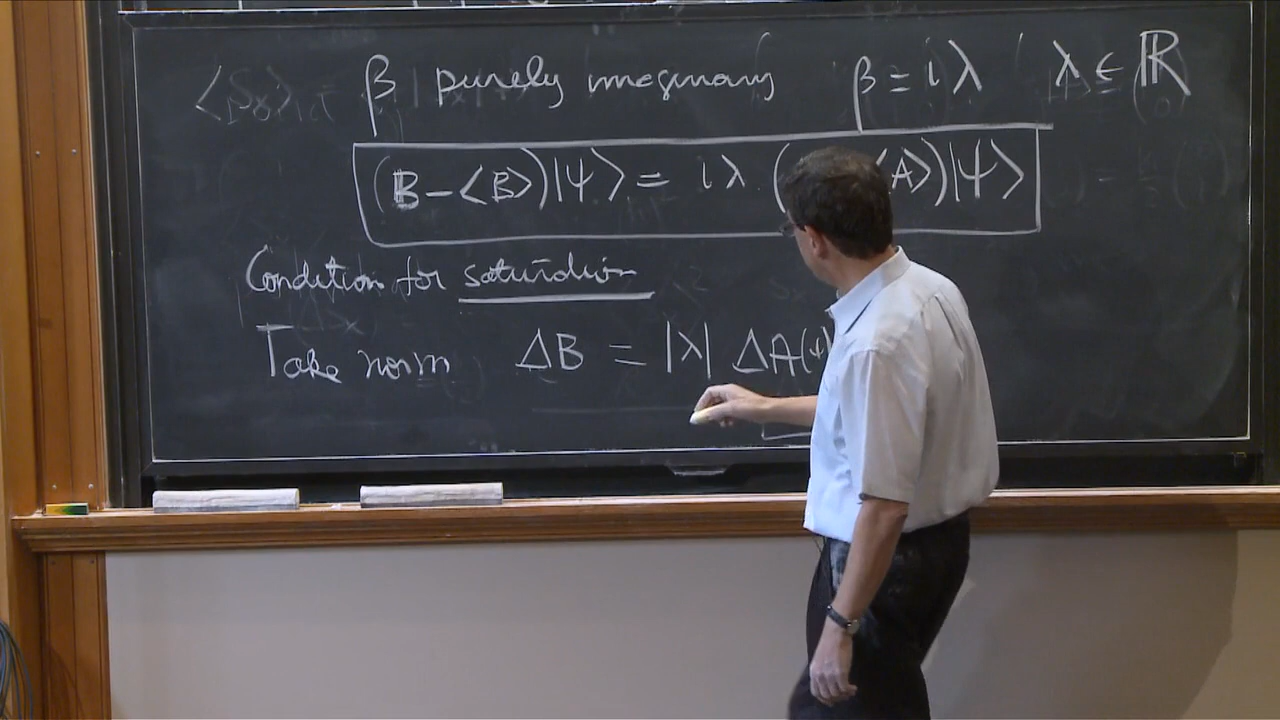 β purely imaginary β = iλ λ ∈ ℝ
(B - <B>)|Ψ> = iλ ( <A>)|Ψ>
Condition for saturation
Take norm ΔB = |λ| ΔA(ψ